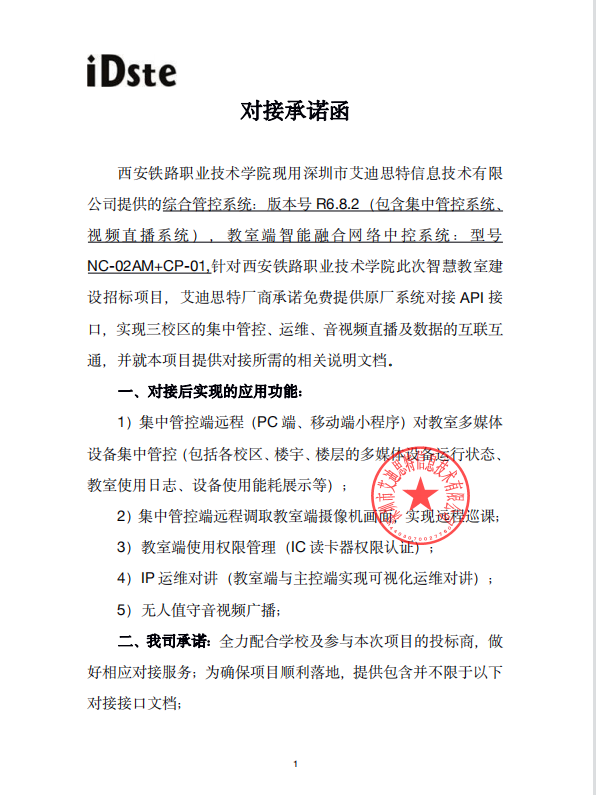 iDste
对接承诺函
西安铁路职业技术学院现用深圳市艾迪思特信息技术有限
公司提供的综合管控系统：版本号 R6.8.2（包含集中管控系统、
视频直播系统），教室端智能融合网络中控系统：型号
NC-02AM+CP-01,针对西安铁路职业技术学院此次智慧教室建
设招标项目，艾迪思特厂商承诺免费提供原厂系统对接 API 接
口，实现三校区的集中管控、运维、音视频直播及数据的互联互
通，并就本项目提供对接所需的相关说明文档。
一、对接后实现的应用功能：
1）集中管控端远程（PC 端、移动端小程序）对教室多媒体
设备集中管控（包括各校区、楼宇、楼层的多媒体设备运行状态、
教室使用日志、设备使用能耗展示等）；
2）集中管控端远程调取教室端摄像机画面，实现远程巡课；
3）教室端使用权限管理（IC 读卡器权限认证）；
4）IP 运维对讲（教室端与主控端实现可视化运维对讲）；
5）无人值守音视频广播；
二、我司承诺：全力配合学校及参与本次项目的投标商，做
好相应对接服务；为确保项目顺利落地，提供包含并不限于以下
对接接口文档；
深圳市艾迪思特信息技术有限公司
1